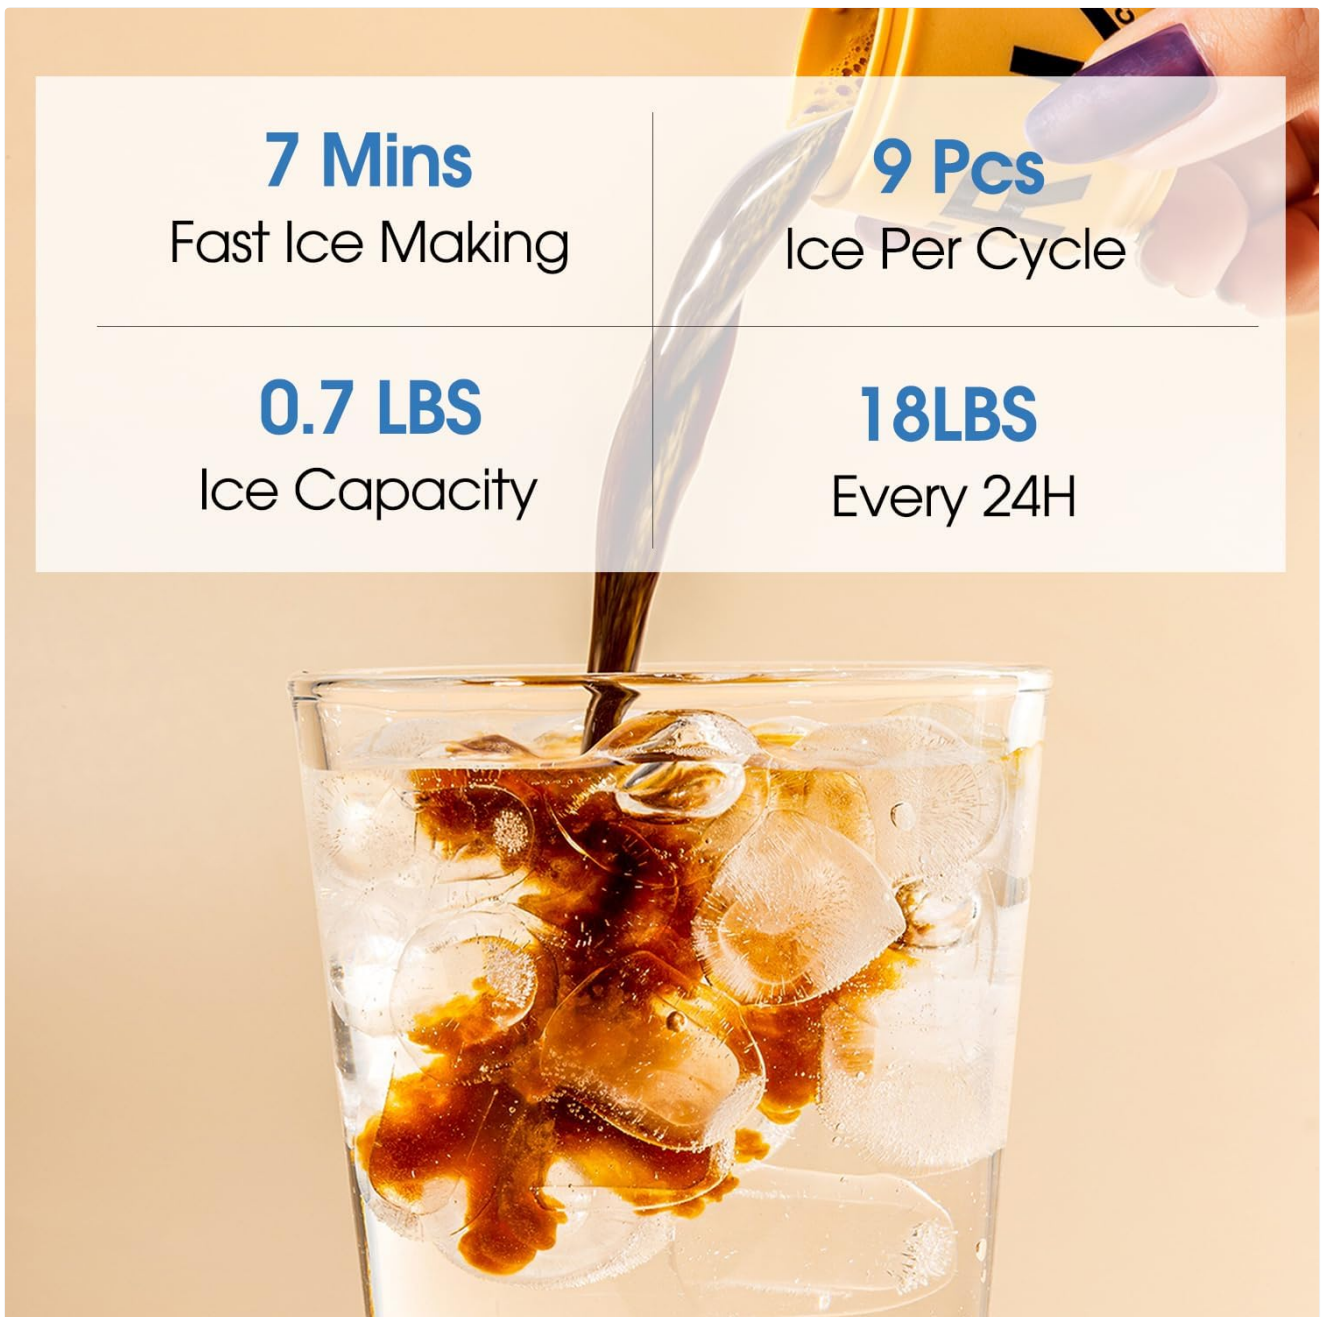 7 Mins
Fast Ice Making
9 Pcs
Ice Per Cycle
0.7 LBS
Ice Capacity
18LBS
Every 24H